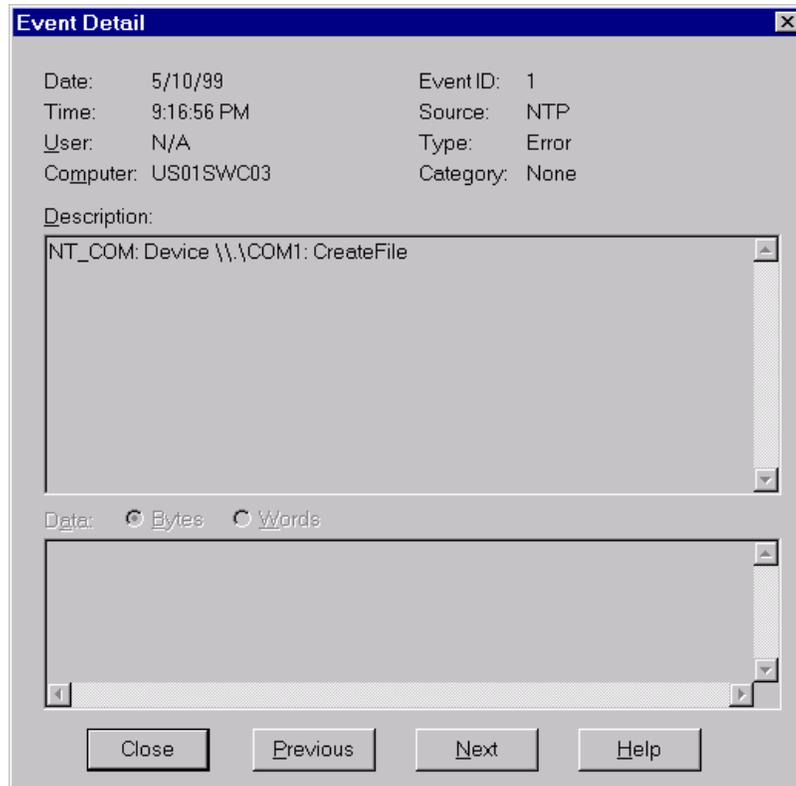 Event Detail
Date: 5/10/99 Event ID: 1
Time: 9:16:56 PM Source: NTP
User: N/A Type: Error
Computer: US01SWC03 Category: None
Description:
NT_COM: Device \\.\COM1: CreateFile
Data: Bytes Words
Close Previous Next Help